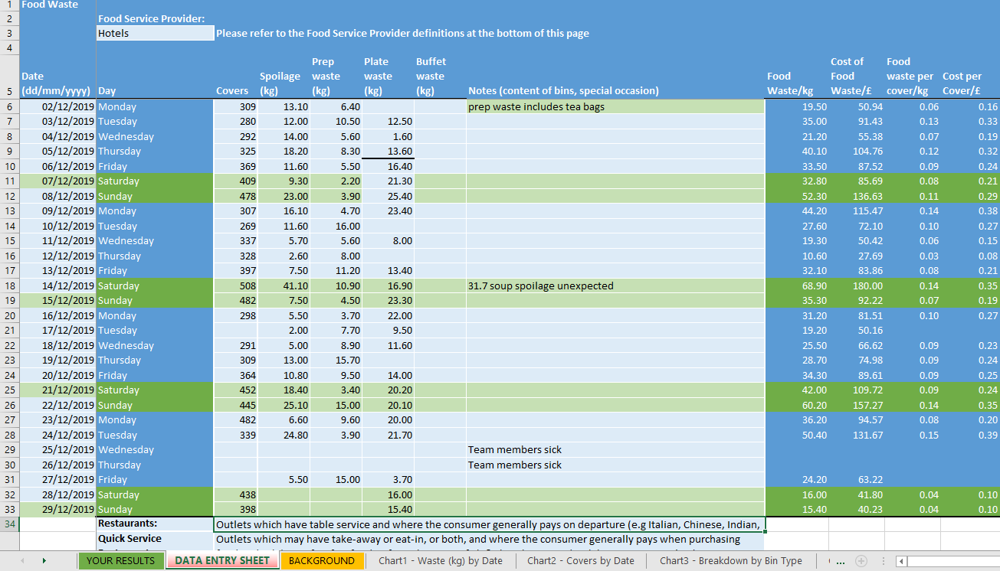 1 Food Waste
2 Food Service Provider:
3 Hotels Please refer to the Food Service Provider definitions at the bottom of this page
4
Prep Plate Buffet Cost of Food
Date Spoilage waste waste waste Food Food waste per Cost per
5 (dd/mm/yyyy) Day Covers (kg) (kg) (kg) (kg) Notes (content of bins, special occasion) Waste/kg Waste/£ cover/kg Cover/£
6 02/12/2019 Monday 309 13.10 6.40 prep waste includes tea bags 19.50 50.94 0.06 0.16
7 03/12/2019 Tuesday 280 12.00 10.50 12.50 35.00 91.43 0.13 0.33
8 04/12/2019 Wednesday 292 14.00 5.60 1.60 21.20 55.38 0.07 0.19
9 05/12/2019 Thursday 325 18.20 8.30 13.60 40.10 104.76 0.12 0.32
10 06/12/2019 Friday 369 11.60 5.50 16.40 33.50 87.52 0.09 0.24
11 07/12/2019 Saturday 409 9.30 2.20 21.30 32.80 85.69 0.08 0.21
12 08/12/2019 Sunday 478 23.00 3.90 25.40 52.30 136.63 0.11 0.29
13 09/12/2019 Monday 307 16.10 4.70 23.40 44.20 115.47 0.14 0.38
14 10/12/2019 Tuesday 269 11.60 16.00 27.60 72.10 0.10 0.27
15 11/12/2019 Wednesday 337 5.70 5.60 8.00 19.30 50.42 0.06 0.15
16 12/12/2019 Thursday 328 2.60 8.00 10.60 27.69 0.03 0.08
17 13/12/2019 Friday 397 7.50 11.20 13.40 32.10 83.86 0.08 0.21
18 14/12/2019 Saturday 508 41.10 10.90 16.90 31.7 soup spoilage unexpected 68.90 180.00 0.14 0.35
19 15/12/2019 Sunday 482 7.50 4.50 23.30 35.30 92.22 0.07 0.19
20 16/12/2019 Monday 298 5.50 3.70 22.00 31.20 81.51 0.10 0.27
21 17/12/2019 Tuesday 2.00 7.70 9.50 19.20 50.16
22 18/12/2019 Wednesday 291 5.00 8.90 11.60 25.50 66.62 0.09 0.23
23 19/12/2019 Thursday 309 13.00 15.70 28.70 74.98 0.09 0.24
24 20/12/2019 Friday 364 10.80 9.50 14.00 34.30 89.61 0.09 0.25
25 21/12/2019 Saturday 452 18.40 3.40 20.20 42.00 109.72 0.09 0.24
26 22/12/2019 Sunday 445 25.10 15.00 20.10 60.20 157.27 0.14 0.35
27 23/12/2019 Monday 482 6.60 9.60 20.00 36.20 94.57 0.08 0.20
28 24/12/2019 Tuesday 339 24.80 3.90 21.70 50.40 131.67 0.15 0.39
29 25/12/2019 Wednesday Team members sick
30 26/12/2019 Thursday Team members sick
31 27/12/2019 Friday 5.50 15.00 3.70 24.20 63.22
32 28/12/2019 Saturday 438 16.00 16.00 41.80 0.04 0.10
33 29/12/2019 Sunday 398 15.40 15.40 40.23 0.04 0.10
34 Restaurants: Outlets which have table service and where the consumer generally pays on departure (e.g Italian, Chinese, Indian,
Quick Service Outlets which may have take-away or eat-in, or both, and where the consumer generally pays when purchasing
YOUR RESULTS DATA ENTRY SHEET BACKGROUND Chart1 - Waste (kg) by Date Chart2 - Covers by Date Chart3 - Breakdown by Bin Type ...